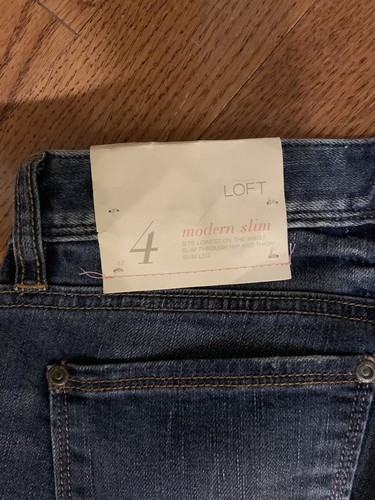 LOFT
4
modern slim
SITS LOWEST ON THE WAIST
SLIM THROUGH HIP AND THIGH
SLIM LEG